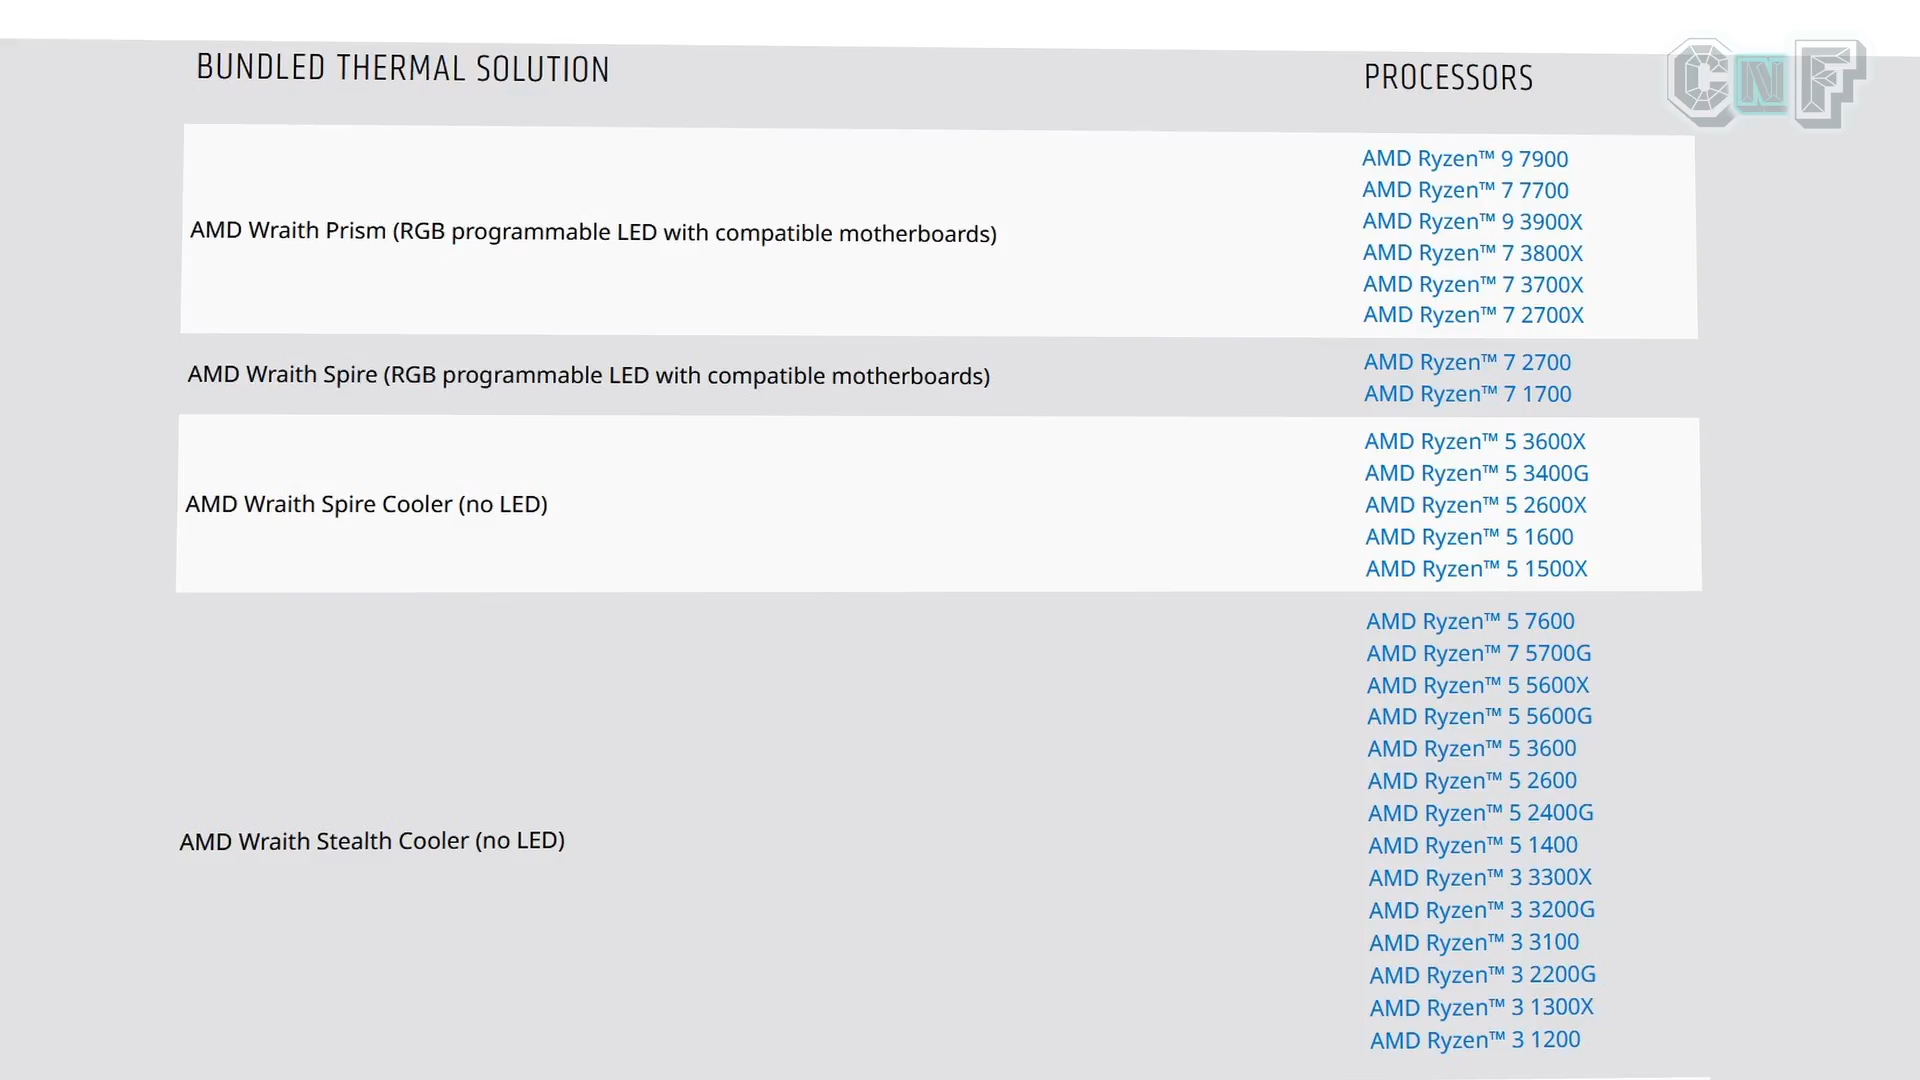 BUNDLED THERMAL SOLUTION
PROCESSORS
CNF
AMD Wraith Prism (RGB programmable LED with compatible motherboards)
AMD Ryzen™ 9 7900
AMD Ryzen™ 7 7700
AMD Ryzen™ 9 3900X
AMD Ryzen™ 7 3800X
AMD Ryzen™ 7 3700X
AMD Ryzen™ 7 2700X
AMD Wraith Spire (RGB programmable LED with compatible motherboards)
AMD Ryzen™ 7 2700
AMD Ryzen™ 7 1700
AMD Wraith Spire Cooler (no LED)
AMD Ryzen™ 5 3600X
AMD Ryzen™ 5 3400G
AMD Ryzen™ 5 2600X
AMD Ryzen™ 5 1600
AMD Ryzen™ 5 1500X
AMD Wraith Stealth Cooler (no LED)
AMD Ryzen™ 5 7600
AMD Ryzen™ 7 5700G
AMD Ryzen™ 5 5600X
AMD Ryzen™ 5 5600G
AMD Ryzen™ 5 3600
AMD Ryzen™ 5 2600
AMD Ryzen™ 5 2400G
AMD Ryzen™ 5 1400
AMD Ryzen™ 3 3300X
AMD Ryzen™ 3 3200G
AMD Ryzen™ 3 3100
AMD Ryzen™ 3 2200G
AMD Ryzen™ 3 1300X
AMD Ryzen™ 3 1200